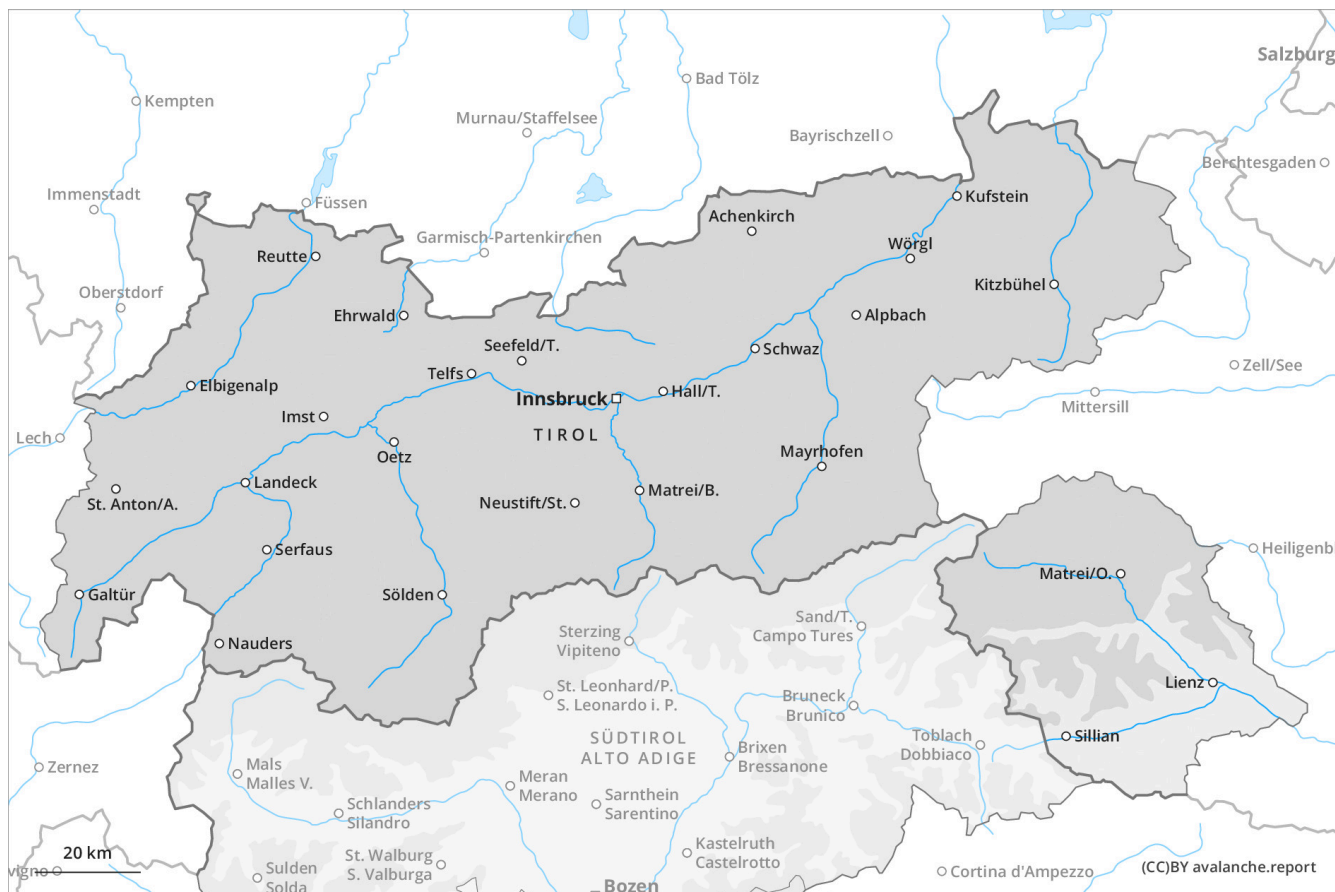 Salzburg
Bad Tölz
Kempten
Murnau/Staffelsee
Bayrischzell
Berchtesgaden
Immenstadt
Füssen
Kufstein
Achenkirch
Garmisch-Partenkirchen
Wörgl
Reutte
Kitzbühel
Oberstdorf
Ehrwald
Alpbach
Seefeld/T.
Schwaz
Zell/See
Telfs
Elbigenalp
Hall/T.
Innsbruck
Mittersill
Imst
Lech
TIROL
Oetz
Mayrhofen
Landeck
St. Anton/A.
Neustift/St.
Matrei/B.
Serfaus
Heiligenb
Matrei/O.
Galtür
Sölden
Sand/T.
Campo Tures
Nauders
Sterzing
Vipiteno
Lienz
St. Leonhard/P.
S. Leonardo i. P.
Bruneck
Brunico
Sillian
SÜDTIROL
ALTO ADIGE
Toblach
Dobbiaco
Brixen
Bressanone
Zernez
Mals
Malles V.
Meran
Merano
Schlanders
Silandro
Sarnthein
Sarentino
Kastelruth
Castelrotto
20 km
St. Walburg
S. Valburga
vigno
Sulden
Solda
Cortina d'Ampezzo
(CC)BY avalanche.report
Bozen